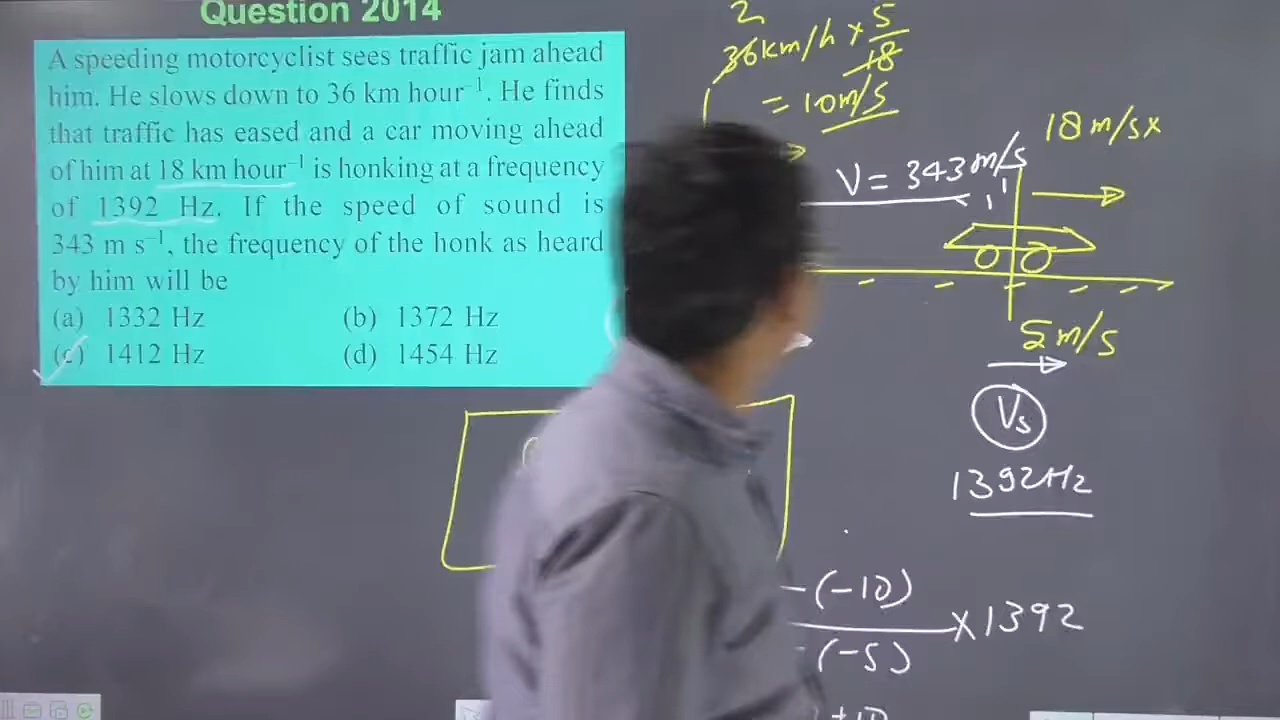 Question 2014
A speeding motorcyclist sees traffic jam ahead
him. He slows down to 36 km hour⁻¹. He finds
that traffic has eased and a car moving ahead
of him at 18 km hour⁻¹ is honking at a frequency
of 1392 Hz. If the speed of sound is
343 m s⁻¹, the frequency of the honk as heard
by him will be
(a) 1332 Hz (b) 1372 Hz
(c) 1412 Hz (d) 1454 Hz
2
36km/h × 5/18
= 10m/s
18 m/s×
V = 343m/s
5 m/s
Vs
1392Hz
-(-10)
× 1392
-(-5)
+10